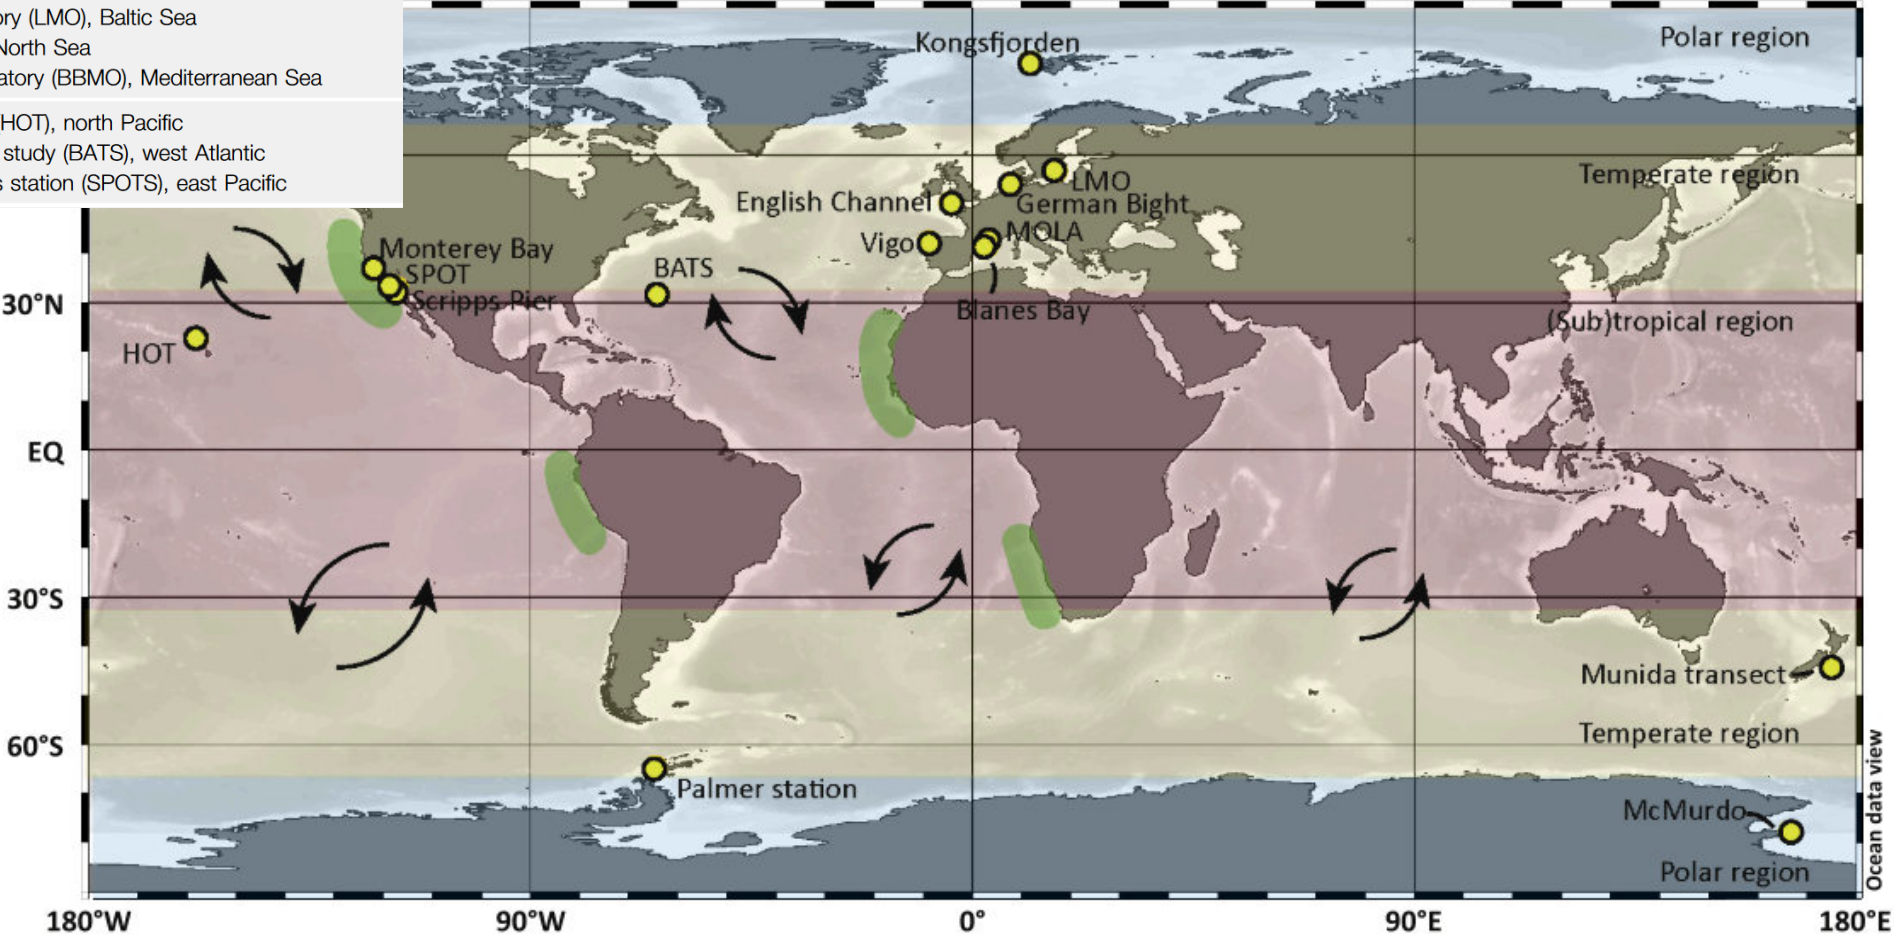 ory (LMO), Baltic Sea
North Sea
atory (BBMO), Mediterranean Sea
(HOT), north Pacific
study (BATS), west Atlantic
s station (SPOTS), east Pacific
Kongsfjorden
Polar region
Temperate region
LMO
English Channel
German Bight
Vigo
MOLA
Monterey Bay
SPOT
BATS
Scripps Pier
30°N
Blanes Bay
(Sub)tropical region
HOT
EQ
30°S
Munida transect
60°S
Temperate region
Palmer station
McMurdo
Polar region
Ocean data view
180°W
90°W
0°
90°E
180°E